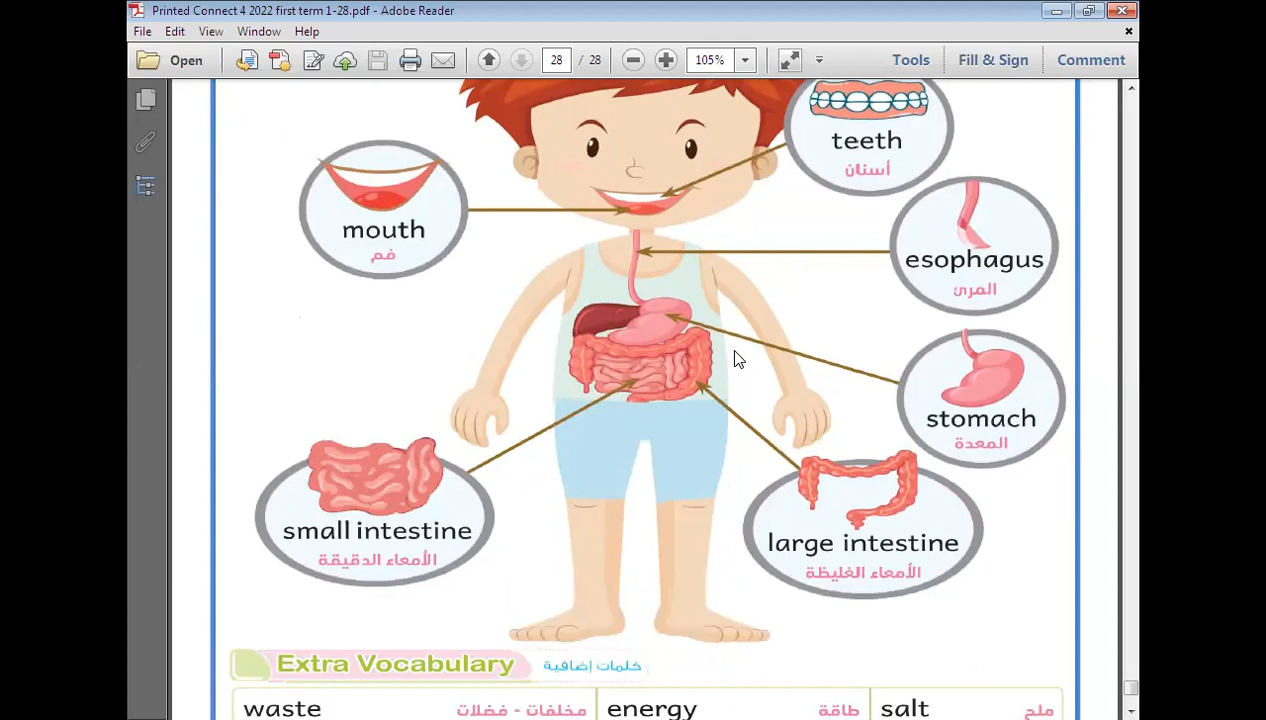 Printed Connect 4 2022 first term 1-28.pdf - Adobe Reader
File Edit View Window Help
Open 28 / 28 105% Tools Fill & Sign Comment
teeth
أسنان
mouth
فم
esophagus
المرئ
stomach
المعدة
small intestine
الأمعاء الدقيقة
large intestine
الأمعاء الغليظة
Extra Vocabulary كلمات إضافية
waste مخلفات - فضلات energy طاقة salt ملح